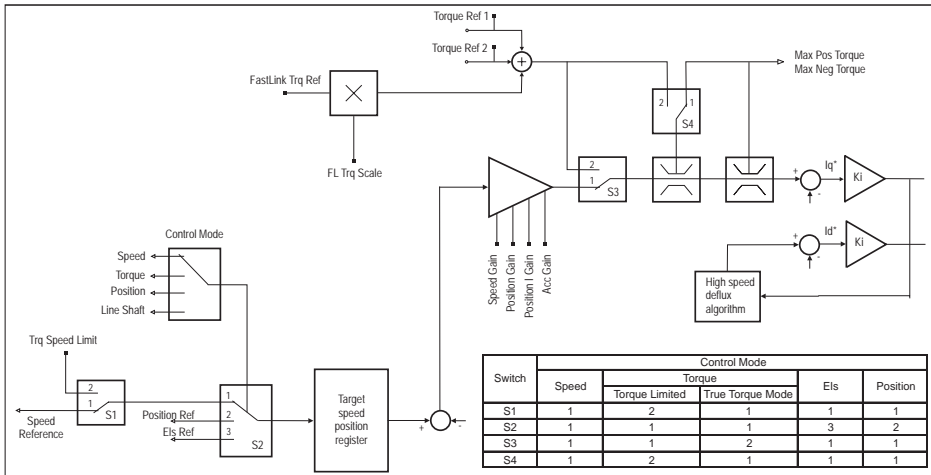 Torque Ref 1
Torque Ref 2
+
FastLink Trq Ref
FL Trq Scale
Max Pos Torque
Max Neg Torque
2
1
S4
2
1
S3
+
-
Iq*
Ki
+
-
Id*
Ki
High speed
deflux
algorithm
Speed Gain
Position Gain
Position I Gain
Acc Gain
Control Mode
Speed
Torque
Position
Line Shaft
Trq Speed Limit
2
1
S1
Speed
Reference
1
2
3
S2
Position Ref
Els Ref
Target
speed
position
register
+
-
Switch Control Mode
Speed Torque Els Position
Torque Limited True Torque Mode
S1 1 2 1 1 1
S2 1 1 1 3 2
S3 1 1 2 1 1
S4 1 2 1 1 1